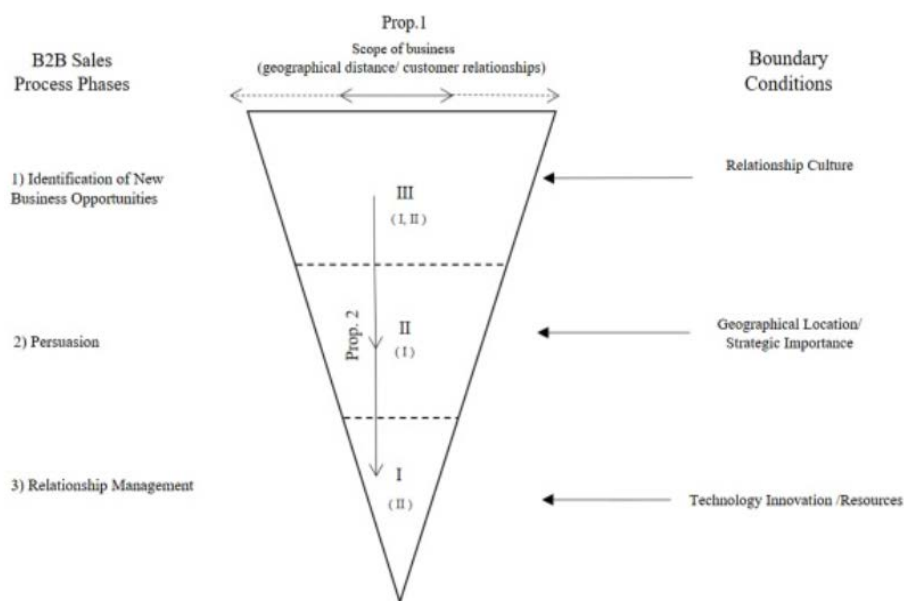 Prop.1
Scope of business
(geographical distance/ customer relationships)
B2B Sales
Process Phases
Boundary
Conditions
1) Identification of New
Business Opportunities
III
( I, II )
Relationship Culture
2) Persuasion
Prop. 2
II
( I )
Geographical Location/
Strategic Importance
3) Relationship Management
I
(II)
Technology Innovation /Resources